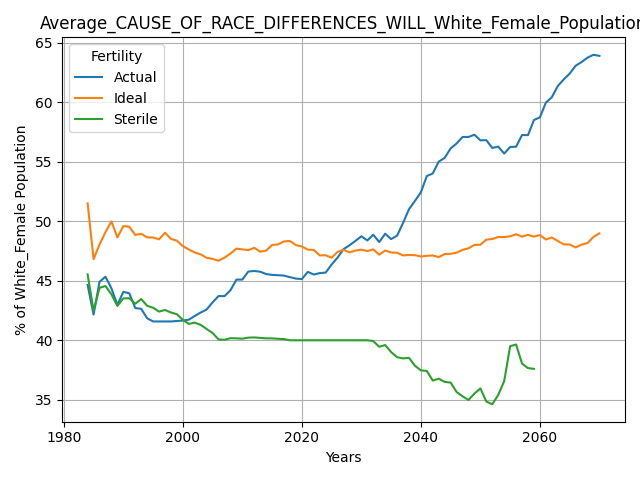 Average_CAUSE_OF_RACE_DIFFERENCES_WILL_White_Female_Population
Fertility
Actual
Ideal
Sterile
65
60
55
50
45
40
35
% of White_Female Population
1980
2000
2020
2040
2060
Years